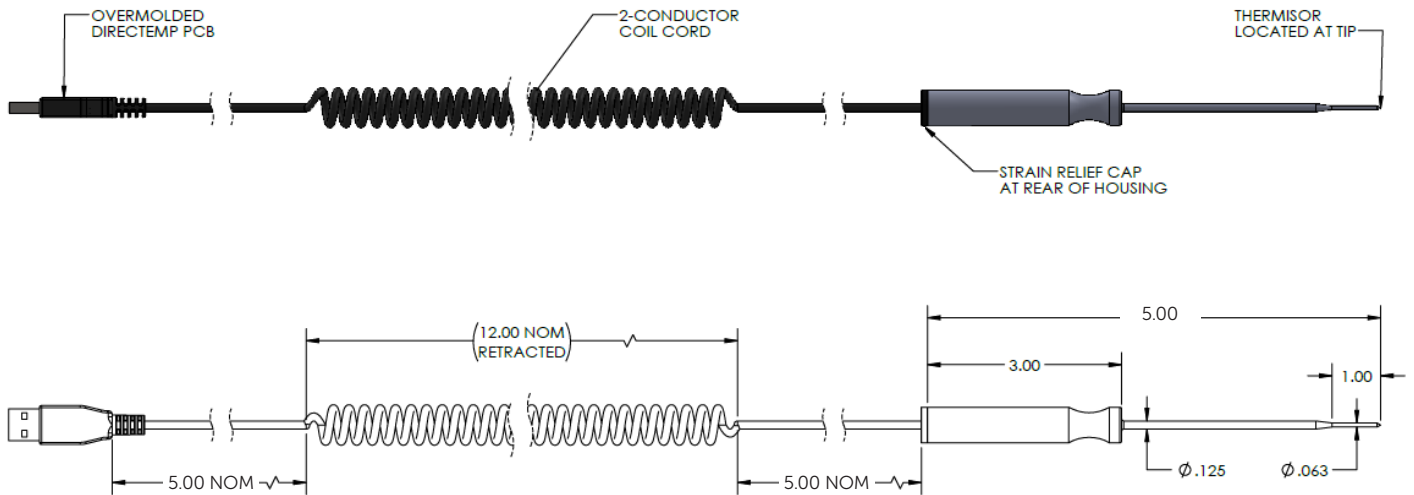 OVERMOLDED
DIRECTEMP PCB
2-CONDUCTOR
COIL CORD
THERMISOR
LOCATED AT TIP
STRAIN RELIEF CAP
AT REAR OF HOUSING
(12.00 NOM
RETRACTED)
5.00
3.00
1.00
5.00 NOM
5.00 NOM
Ø.125
Ø.063